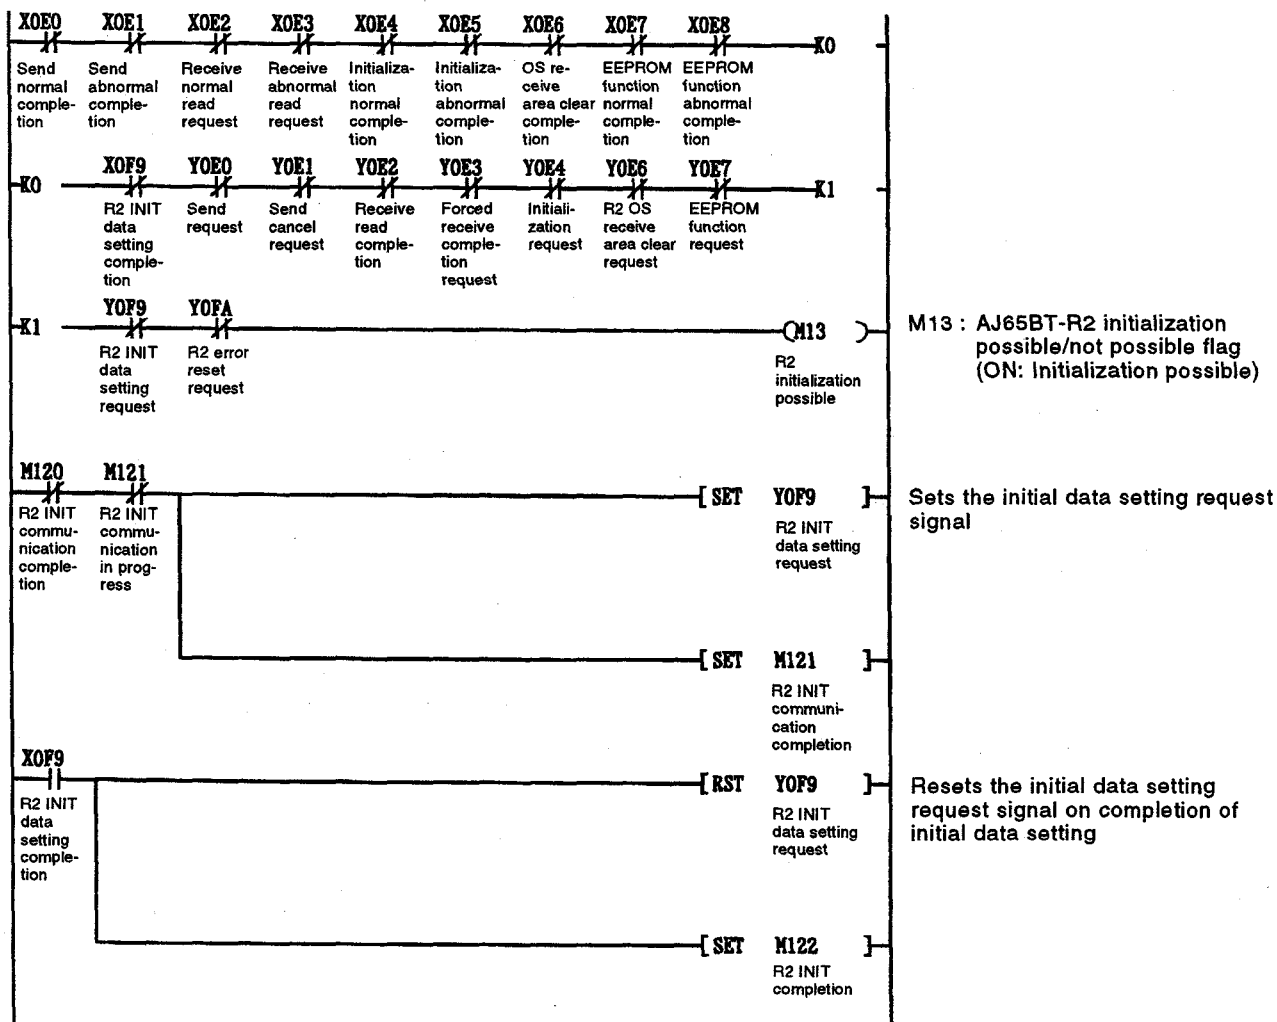 X0E0 X0E1 X0E2 X0E3 X0E4 X0E5 X0E6 X0E7 X0E8
K0
Send normal comple- tion
Send abnormal comple- tion
Receive normal read request
Receive abnormal read request
Initializa- tion normal comple- tion
Initializa- tion abnormal comple- tion
OS re- ceive area clear comple- tion
EEPROM function normal comple- tion
EEPROM function abnormal comple- tion
K0 X0F9 Y0E0 Y0E1 Y0E2 Y0E3 Y0E4 Y0E6 Y0E7 K1
R2 INIT data setting comple- tion
Send request
Send cancel request
Receive read comple- tion
Forced receive comple- tion request
Initiali- zation request
R2 OS receive area clear request
EEPROM function request
K1 Y0F9 Y0FA M13
R2 INIT data setting request
R2 error reset request
R2 initialization possible
M13 : AJ65BT-R2 initialization
possible/not possible flag
(ON: Initialization possible)
M120 M121
[ SET Y0F9 ]
R2 INIT commu- nication comple- tion
R2 INIT commu- nication in prog- ress
R2 INIT data setting request
Sets the initial data setting request
signal
[ SET M121 ]
R2 INIT communi- cation completion
X0F9
[ RST Y0F9 ]
R2 INIT data setting comple- tion
R2 INIT data setting request
Resets the initial data setting
request signal on completion of
initial data setting
[ SET M122 ]
R2 INIT completion